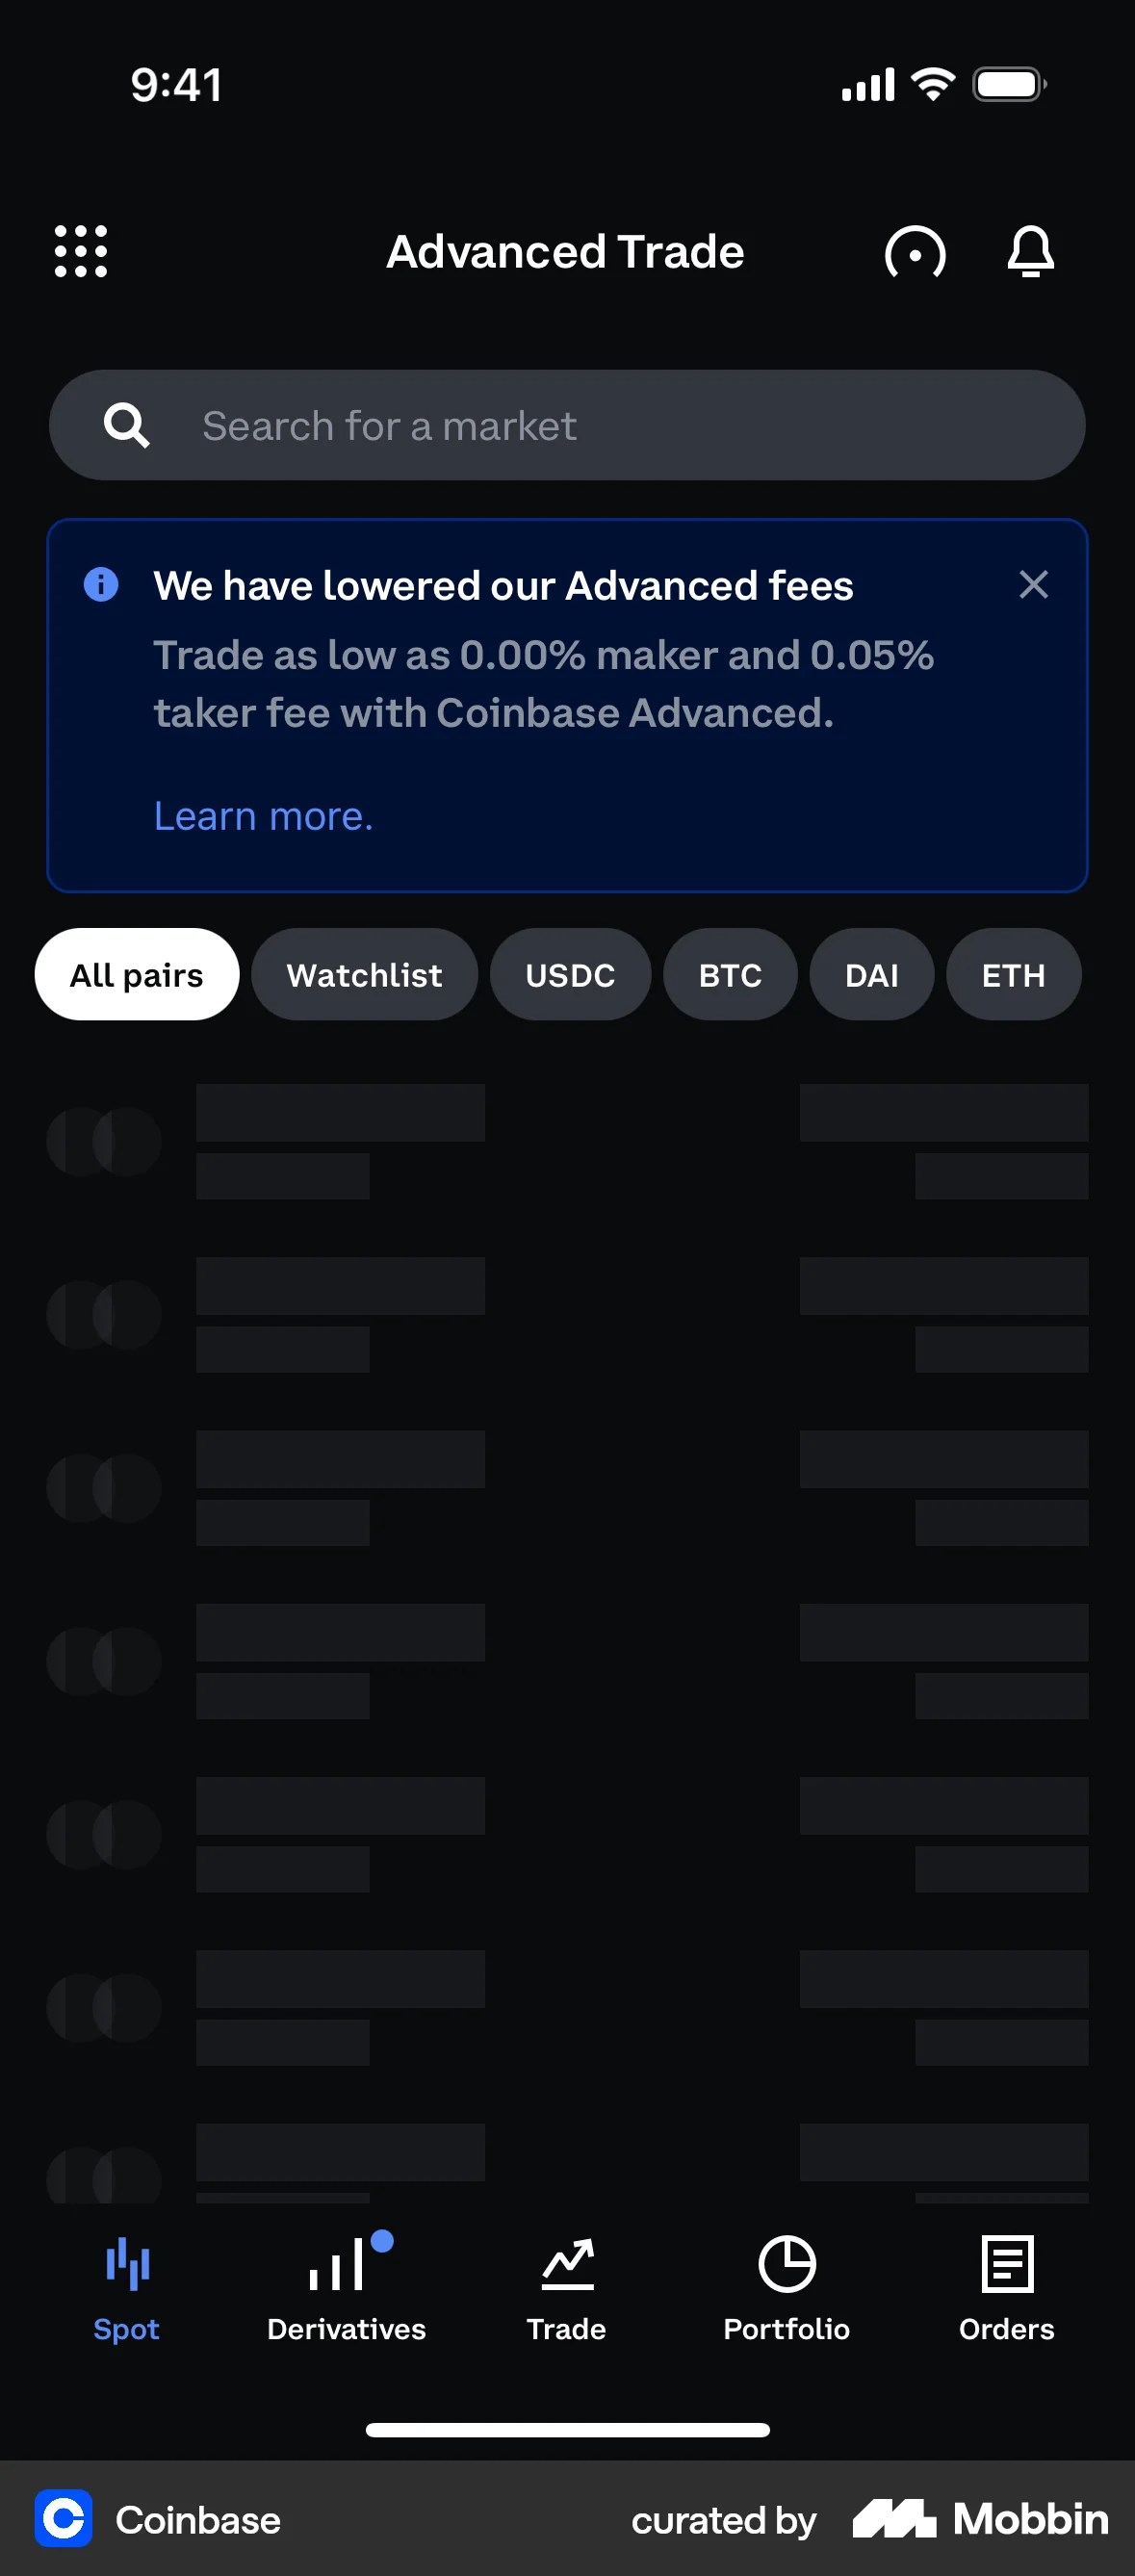 9:41
Advanced Trade
Search for a market
We have lowered our Advanced fees
Trade as low as 0.00% maker and 0.05%
taker fee with Coinbase Advanced.
Learn more.
All pairs Watchlist USDC BTC DAI ETH
Spot Derivatives Trade Portfolio Orders
Coinbase curated by Mobbin